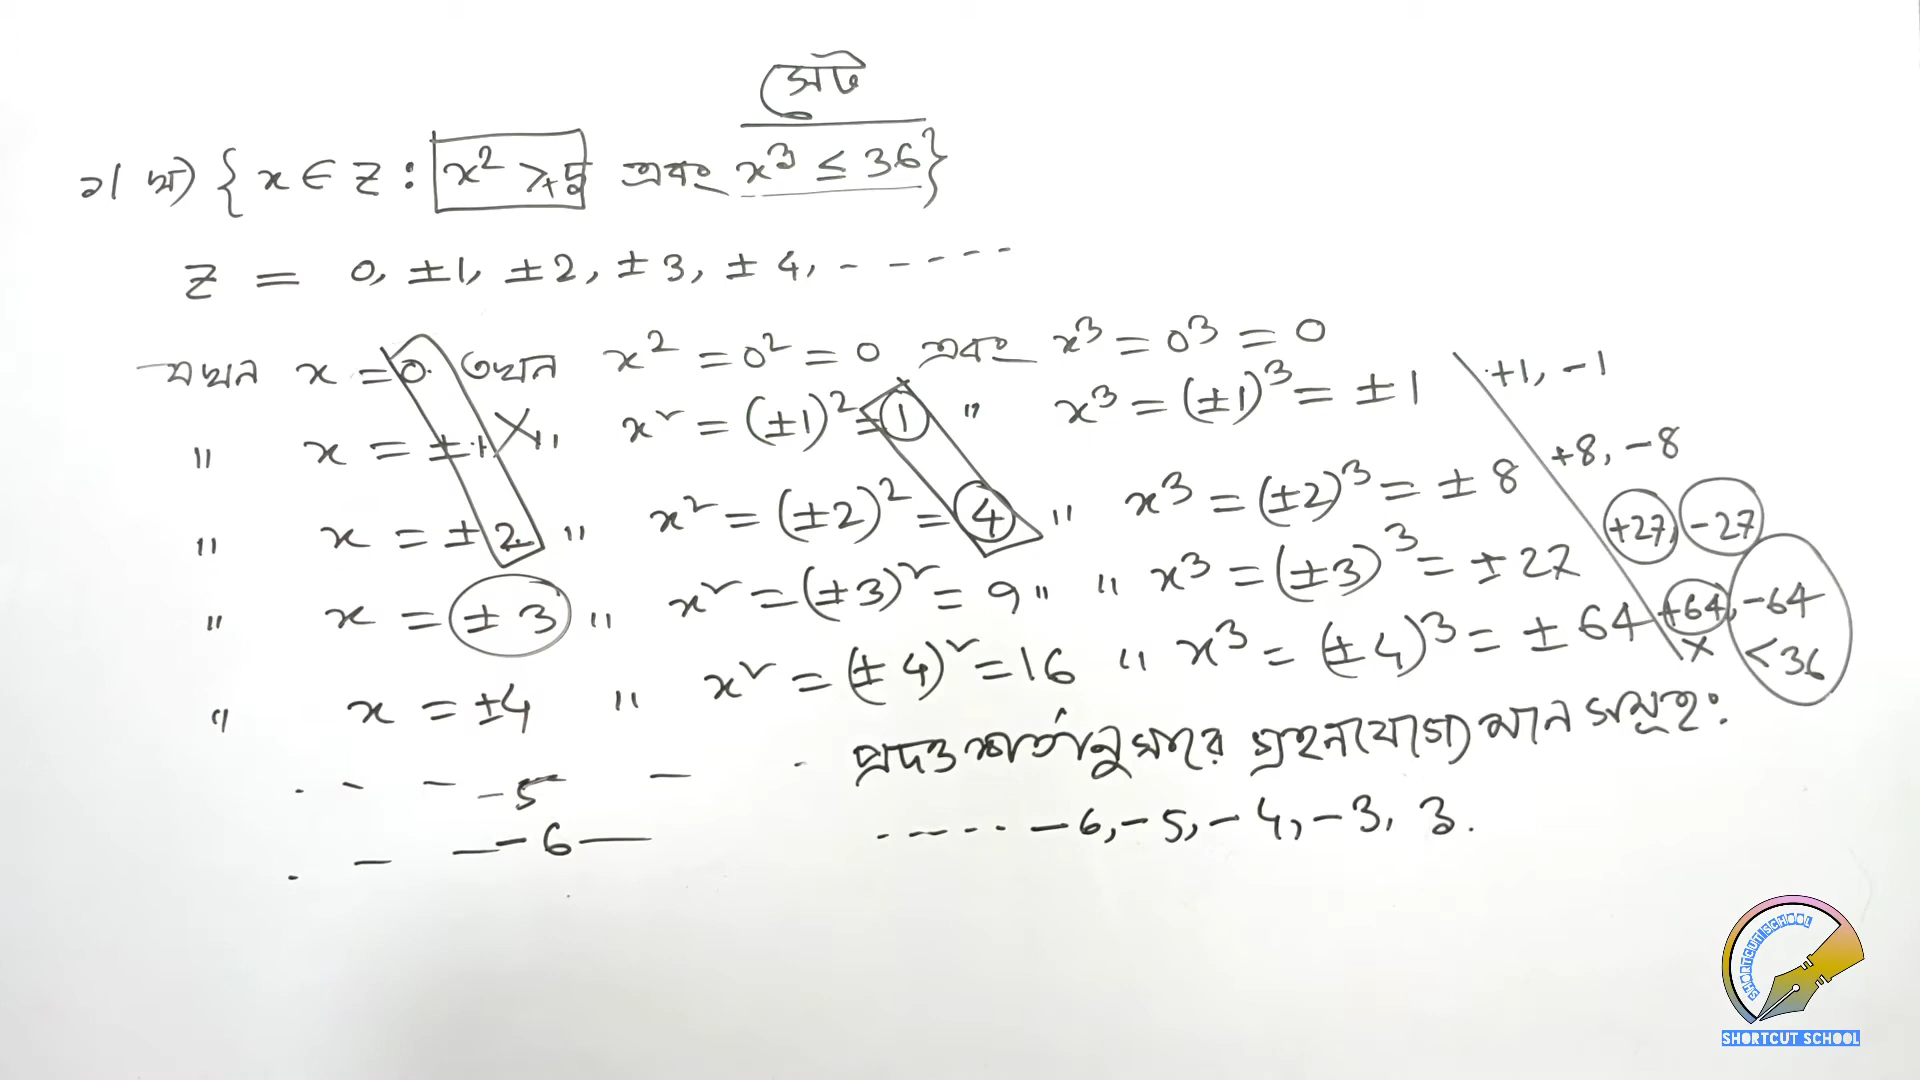 সেট
১। ঘ) { x ∈ Z : x² > 5 এবং x³ ≤ 36}
Z = 0, ±1, ±2, ±3, ±4, - - - - - -
যখন x = 0 তখন x² = 0² = 0 এবং x³ = 0³ = 0
" x = ±1 " x² = (±1)² = 1 " x³ = (±1)³ = ±1 +1, -1
" x = ±2 " x² = (±2)² = 4 " x³ = (±2)³ = ±8 +8, -8
" x = ±3 " x² = (±3)² = 9 " " x³ = (±3)³ = ±27 +27, -27
" x = ±4 " x² = (±4)² = 16 " x³ = (±4)³ = ±64 +64, -64
× <36
. - - -5 - .
. - - -6 -
প্রদত্ত শর্তানুসারে গ্রহনযোগ্য মান সমূহঃ
. - - - . . -6, -5, -4, -3, 3.
SHORTCUT SCHOOL
SHORTCUT SCHOOL